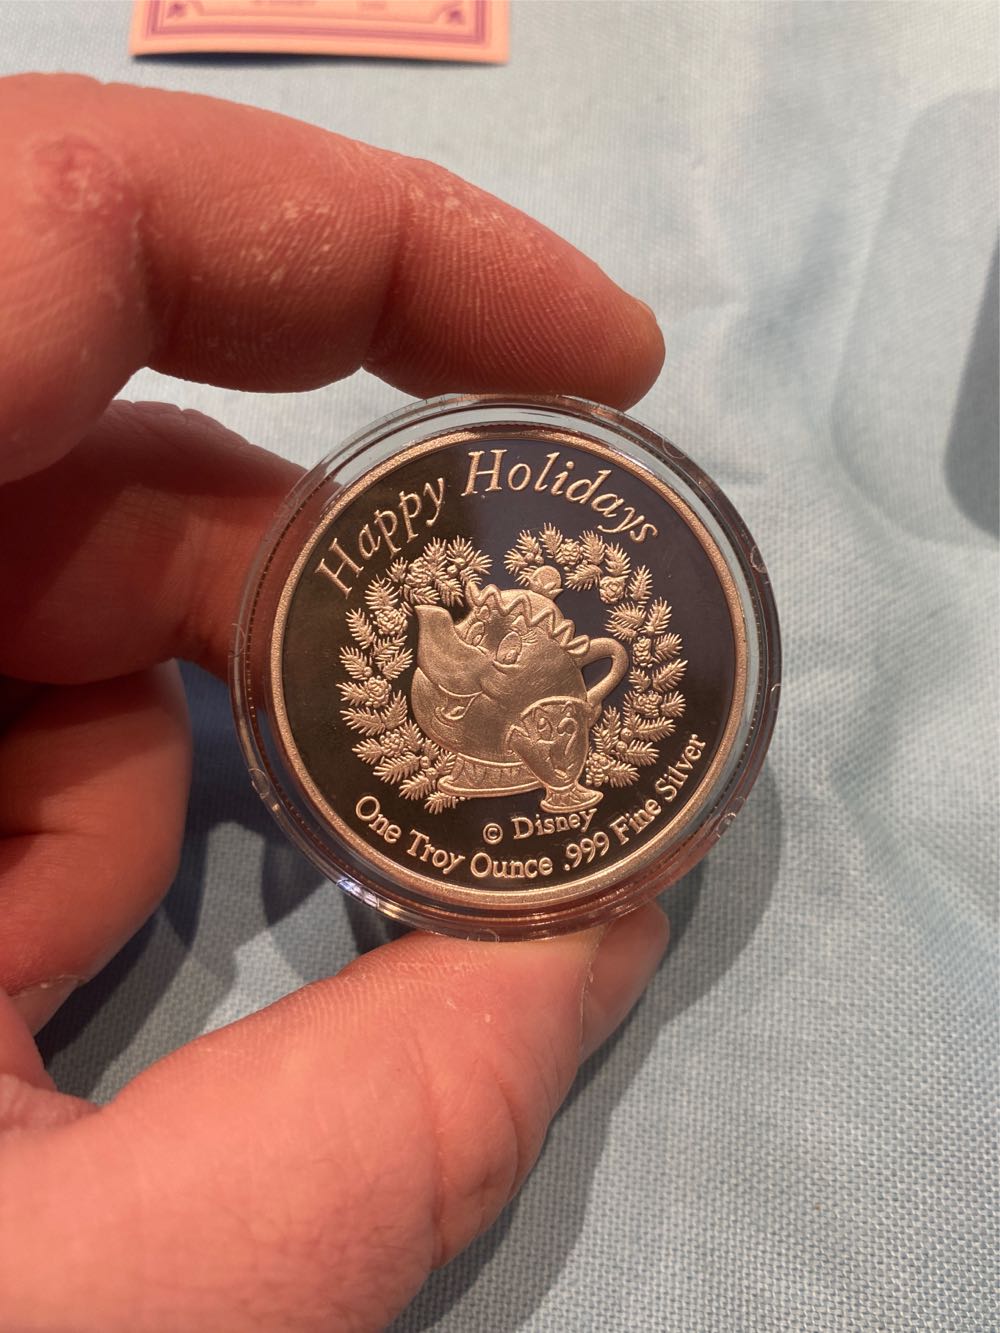 Happy Holidays
© Disney
One Troy Ounce .999 Fine Silver